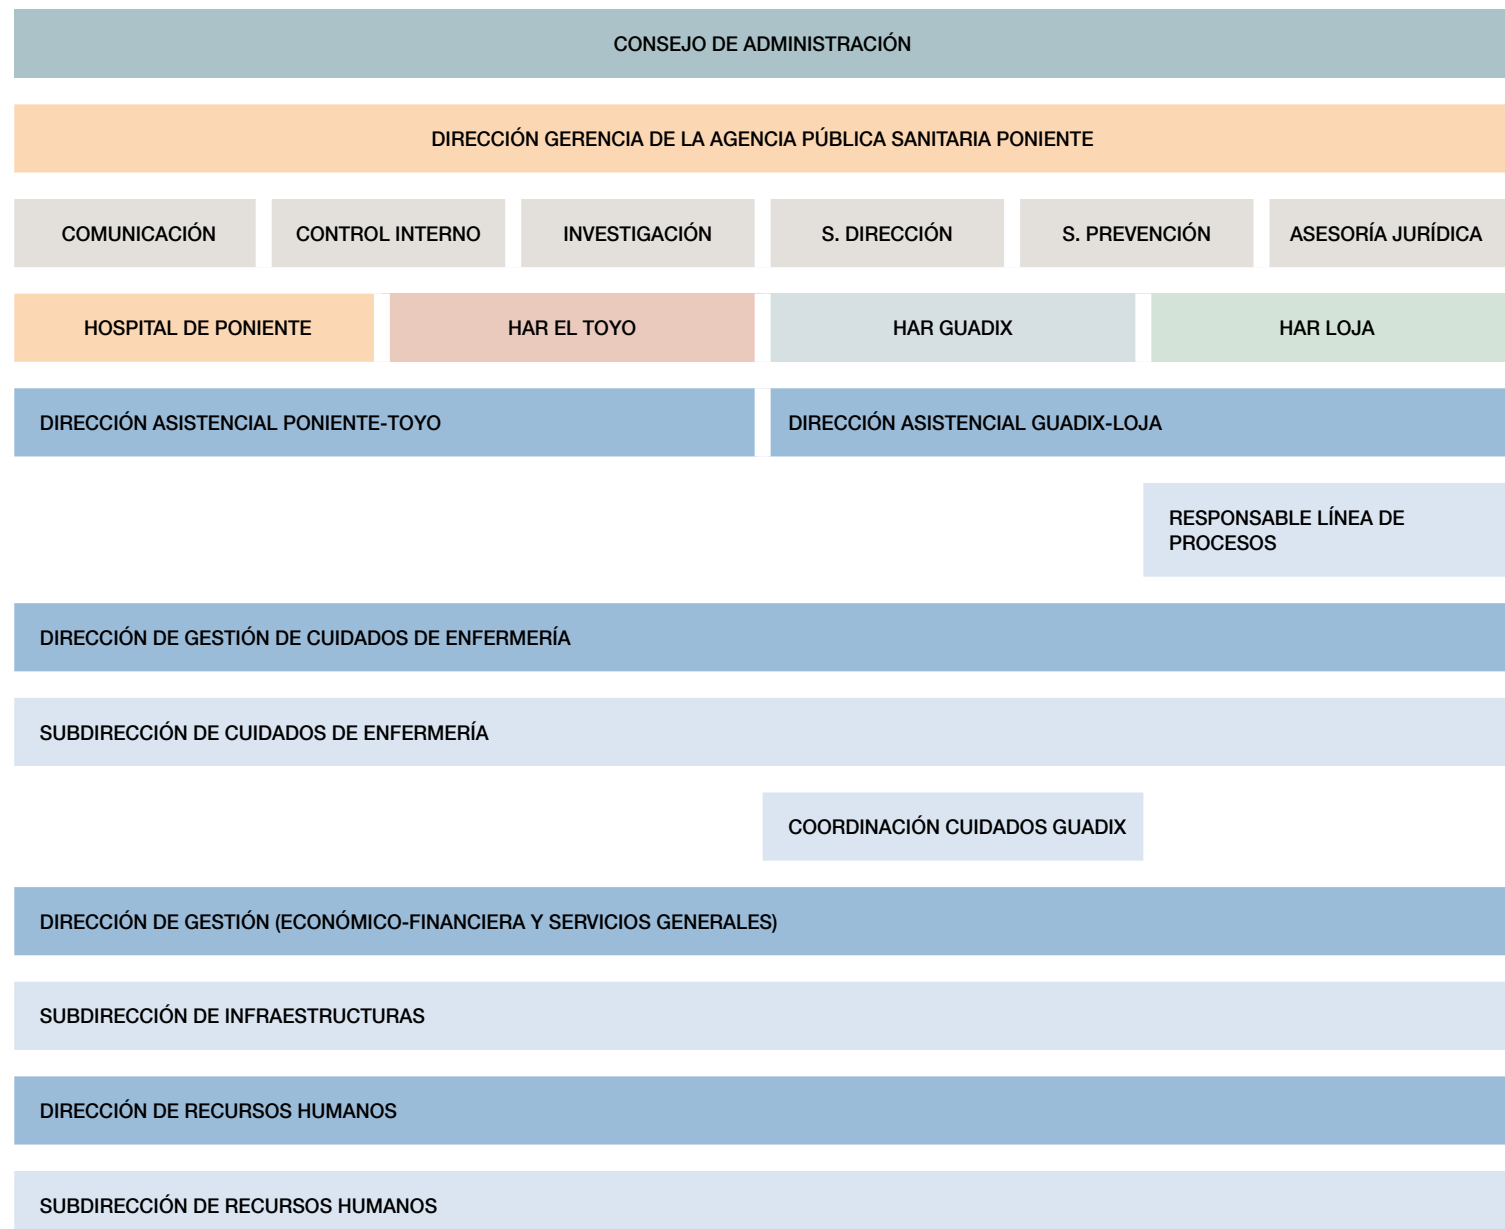 CONSEJO DE ADMINISTRACIÓN
DIRECCIÓN GERENCIA DE LA AGENCIA PÚBLICA SANITARIA PONIENTE
COMUNICACIÓN
CONTROL INTERNO
INVESTIGACIÓN
S. DIRECCIÓN
S. PREVENCIÓN
ASESORÍA JURÍDICA
HOSPITAL DE PONIENTE
HAR EL TOYO
HAR GUADIX
HAR LOJA
DIRECCIÓN ASISTENCIAL PONIENTE-TOYO
DIRECCIÓN ASISTENCIAL GUADIX-LOJA
RESPONSABLE LÍNEA DE
PROCESOS
DIRECCIÓN DE GESTIÓN DE CUIDADOS DE ENFERMERÍA
SUBDIRECCIÓN DE CUIDADOS DE ENFERMERÍA
COORDINACIÓN CUIDADOS GUADIX
DIRECCIÓN DE GESTIÓN (ECONÓMICO-FINANCIERA Y SERVICIOS GENERALES)
SUBDIRECCIÓN DE INFRAESTRUCTURAS
DIRECCIÓN DE RECURSOS HUMANOS
SUBDIRECCIÓN DE RECURSOS HUMANOS